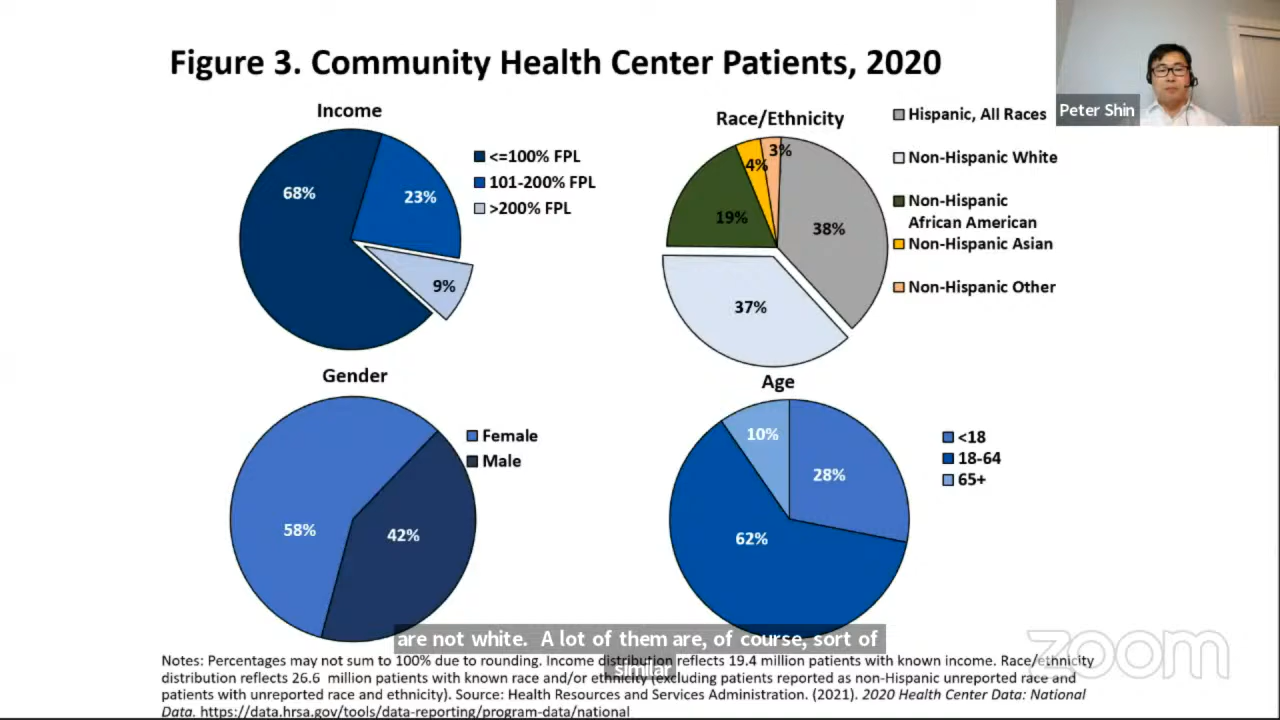 Figure 3. Community Health Center Patients, 2020
Peter Shin
Income
68%
23%
9%
<=100% FPL
101-200% FPL
>200% FPL
Race/Ethnicity
4%
3%
19%
38%
37%
Hispanic, All Races
Non-Hispanic White
Non-Hispanic
African American
Non-Hispanic Asian
Non-Hispanic Other
Gender
58%
42%
Female
Male
Age
10%
28%
62%
<18
18-64
65+
are not white. A lot of them are, of course, sort of
similar
zoom
Notes: Percentages may not sum to 100% due to rounding. Income distribution reflects 19.4 million patients with known income. Race/ethnicity
distribution reflects 26.6 million patients with known race and/or ethnicity (excluding patients reported as non-Hispanic unreported race and
patients with unreported race and ethnicity). Source: Health Resources and Services Administration. (2021). 2020 Health Center Data: National
Data. https://data.hrsa.gov/tools/data-reporting/program-data/national